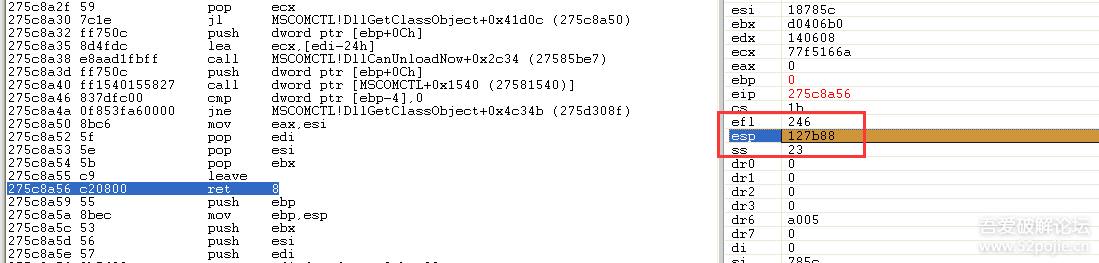 275c8a2f 59 pop ecx
275c8a30 7c1e jl MSCOMCTL!DllGetClassObject+0x41d0c (275c8a50)
275c8a32 ff750c push dword ptr [ebp+0Ch]
275c8a35 8d4fdc lea ecx,[edi-24h]
275c8a38 e8aad1fbff call MSCOMCTL!DllCanUnloadNow+0x2c34 (27585be7)
275c8a3d ff750c push dword ptr [ebp+0Ch]
275c8a40 ff1540155827 call dword ptr [MSCOMCTL+0x1540 (27581540)]
275c8a46 837dfc00 cmp dword ptr [ebp-4],0
275c8a4a 0f853fa60000 jne MSCOMCTL!DllGetClassObject+0x4c34b (275d308f)
275c8a50 8bc6 mov eax,esi
275c8a52 5f pop edi
275c8a53 5e pop esi
275c8a54 5b pop ebx
275c8a55 c9 leave
275c8a56 c20800 ret 8
275c8a59 55 push ebp
275c8a5a 8bec mov ebp,esp
275c8a5c 53 push ebx
275c8a5d 56 push esi
275c8a5e 57 push edi
esi 18785c
ebx d0406b0
edx 140608
ecx 77f5166a
eax 0
ebp 0
eip 275c8a56
cs 1b
efl 246
esp 127b88
ss 23
dr0 0
dr1 0
dr2 0
dr3 0
dr6 a005
dr7 0
di 0
si 785c
吾爱破解论坛
www.52pojie.cn